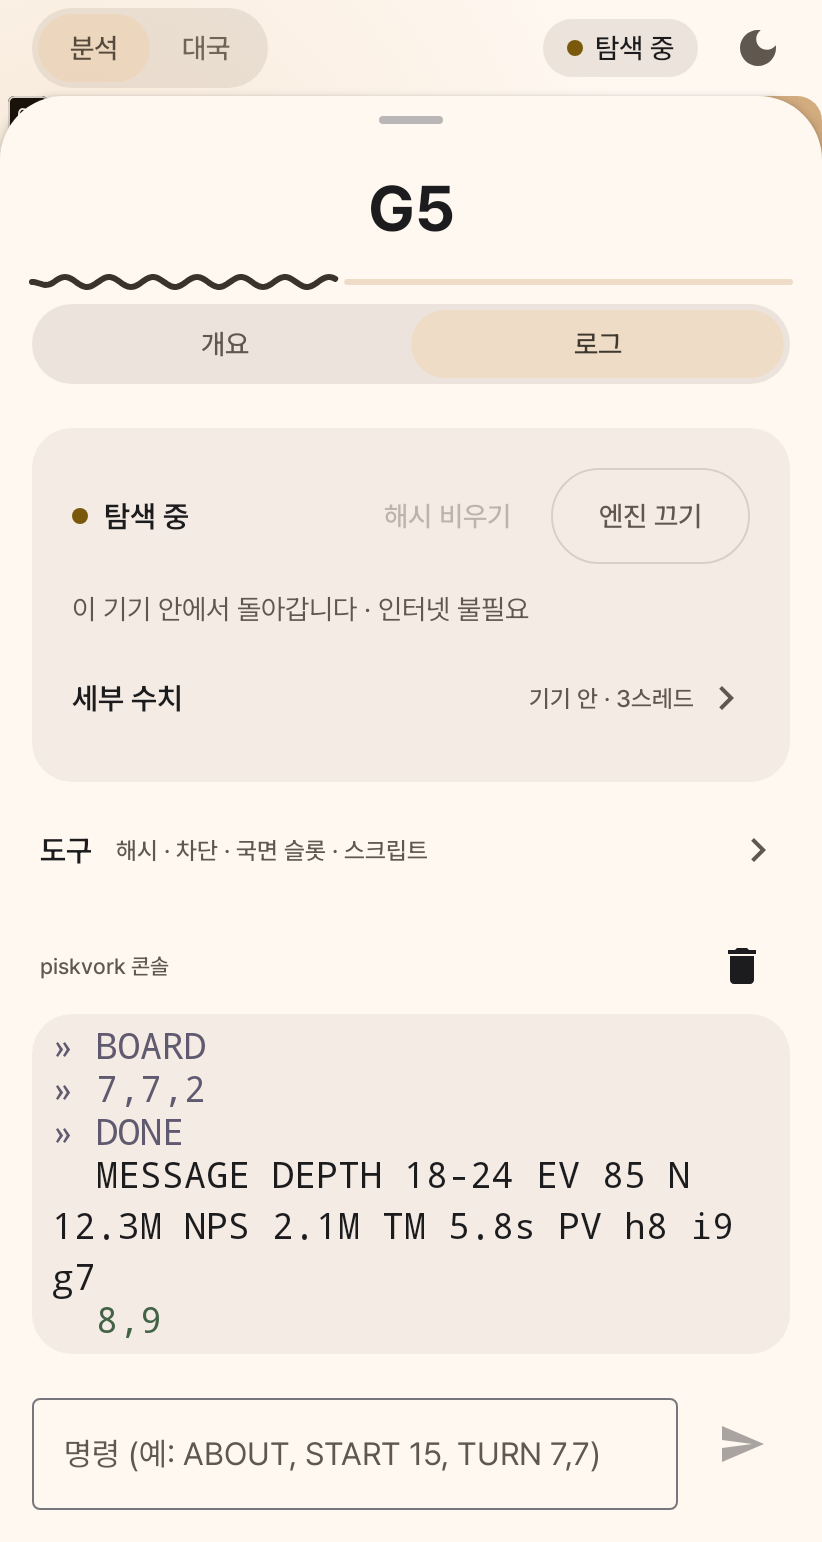 분석 대국 탐색 중
G5
개요 로그
탐색 중 해시 비우기 엔진 끄기
이 기기 안에서 돌아갑니다 · 인터넷 불필요
세부 수치 기기 안 · 3스레드
도구 해시 · 차단 · 국면 슬롯 · 스크립트
piskvork 콘솔
» BOARD
» 7,7,2
» DONE
MESSAGE DEPTH 18-24 EV 85 N
12.3M NPS 2.1M TM 5.8s PV h8 i9
g7
8,9
명령 (예: ABOUT, START 15, TURN 7,7)